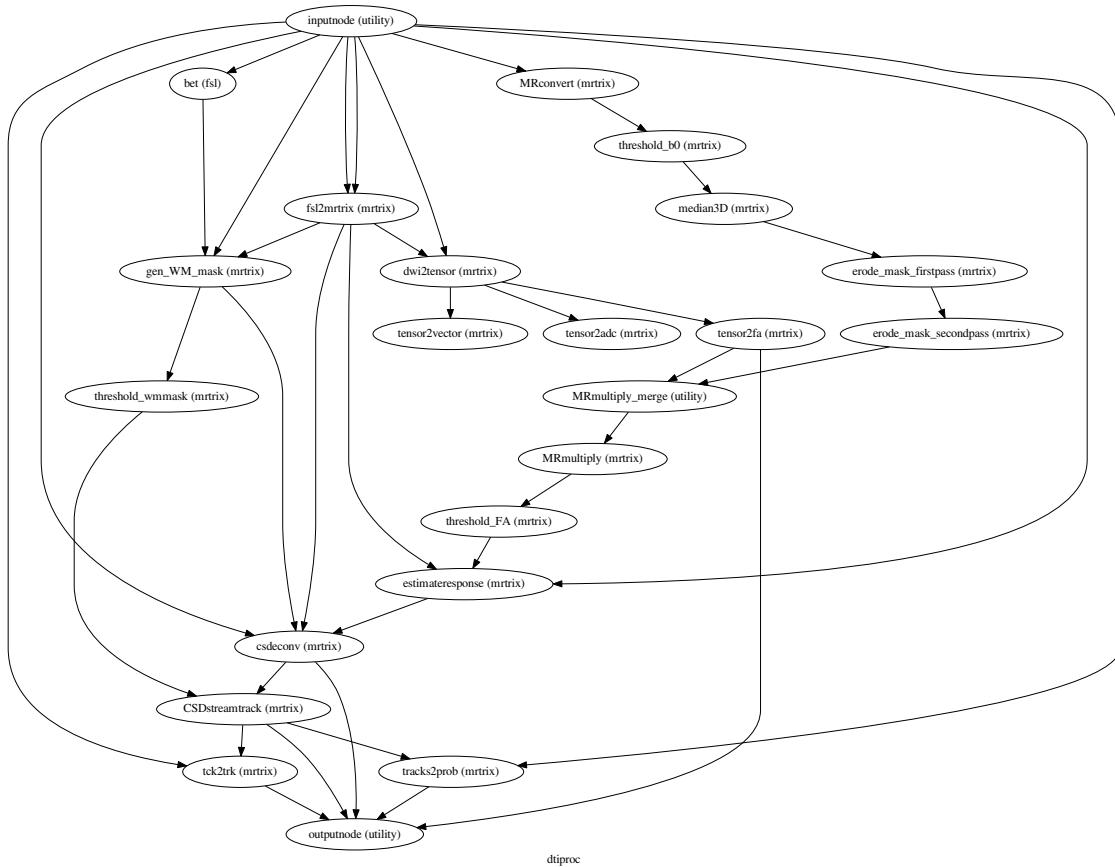 inputnode (utility)
bet (fsl)
MRconvert (mrtrix)
threshold_b0 (mrtrix)
fsl2mrtrix (mrtrix)
median3D (mrtrix)
gen_WM_mask (mrtrix)
dwi2tensor (mrtrix)
erode_mask_firstpass (mrtrix)
tensor2vector (mrtrix)
tensor2adc (mrtrix)
tensor2fa (mrtrix)
erode_mask_secondpass (mrtrix)
threshold_wmmask (mrtrix)
MRmultiply_merge (utility)
MRmultiply (mrtrix)
threshold_FA (mrtrix)
estimateresponse (mrtrix)
csdeconv (mrtrix)
CSDstreamtrack (mrtrix)
tck2trk (mrtrix)
tracks2prob (mrtrix)
outputnode (utility)
dtiproc